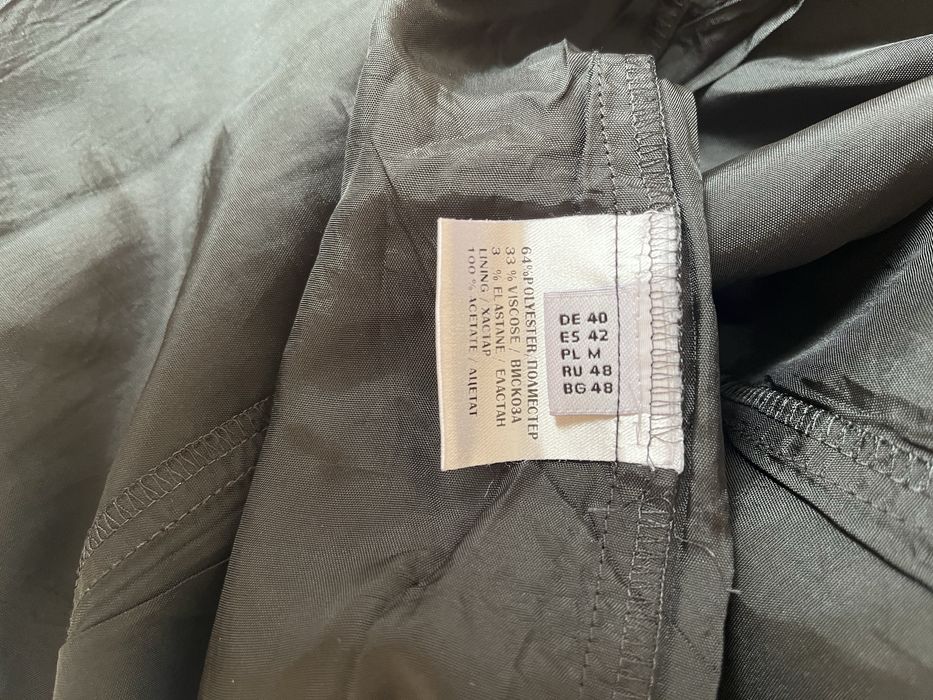 64%POLYESTER/ПОЛИЕСТЕР
33 % VISCOSE / ВИСКОЗА
3 % ELASTANE / ЕЛАСТАН
LINING / ХАСТАР
100 % ACETATE / АЦЕТАТ
DE 40
ES 42
PL M
RU 48
BG 48